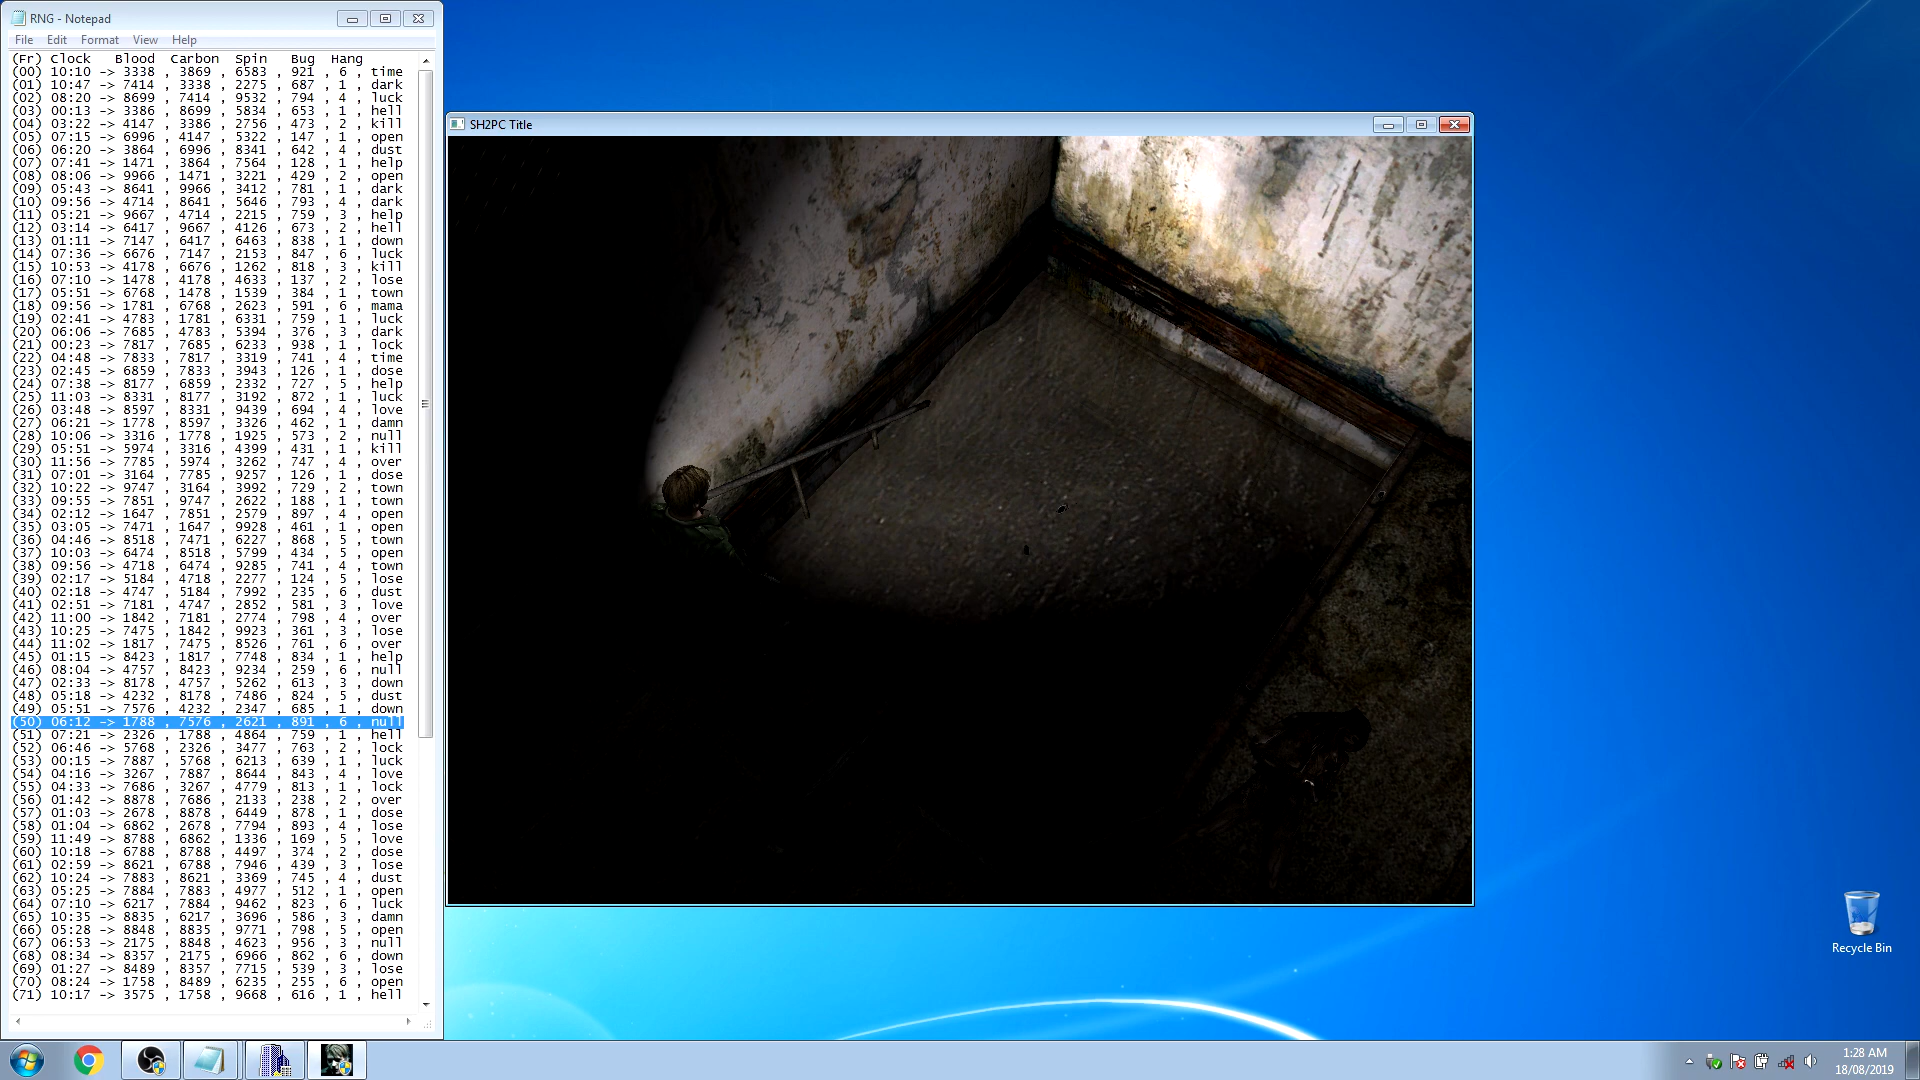 RNG - Notepad
File Edit Format View Help
(Fr) Clock Blood Carbon Spin Bug Hang
(00) 10:10 -> 3338 , 3869 , 6583 , 921 , 6 , time
(01) 10:47 -> 7414 , 3338 , 2275 , 687 , 1 , dark
(02) 08:20 -> 8699 , 7414 , 9532 , 794 , 4 , luck
(03) 00:13 -> 3386 , 8699 , 5834 , 653 , 1 , hell
(04) 03:22 -> 4147 , 3386 , 2756 , 473 , 2 , kill
(05) 07:15 -> 6996 , 4147 , 5322 , 147 , 1 , open
(06) 06:20 -> 3864 , 6996 , 8341 , 642 , 4 , dust
(07) 07:41 -> 1471 , 3864 , 7564 , 128 , 1 , help
(08) 08:06 -> 9966 , 1471 , 3221 , 429 , 2 , open
(09) 05:43 -> 8641 , 9966 , 3412 , 781 , 1 , dark
(10) 09:56 -> 4714 , 8641 , 5646 , 793 , 4 , dark
(11) 05:21 -> 9667 , 4714 , 2215 , 759 , 3 , help
(12) 03:14 -> 6417 , 9667 , 4126 , 673 , 2 , hell
(13) 01:11 -> 7147 , 6417 , 6463 , 838 , 1 , down
(14) 07:36 -> 6676 , 7147 , 2153 , 847 , 6 , luck
(15) 10:53 -> 4178 , 6676 , 1262 , 818 , 3 , kill
(16) 07:10 -> 1478 , 4178 , 4633 , 137 , 2 , lose
(17) 05:51 -> 6768 , 1478 , 1539 , 384 , 1 , town
(18) 09:56 -> 1781 , 6768 , 2623 , 591 , 6 , mama
(19) 02:41 -> 4783 , 1781 , 6331 , 759 , 1 , luck
(20) 06:06 -> 7685 , 4783 , 5394 , 376 , 3 , dark
(21) 00:23 -> 7817 , 7685 , 6233 , 938 , 1 , lock
(22) 04:48 -> 7833 , 7817 , 3319 , 741 , 4 , time
(23) 02:45 -> 6859 , 7833 , 3943 , 126 , 1 , dose
(24) 07:38 -> 8177 , 6859 , 2332 , 727 , 5 , help
(25) 11:03 -> 8331 , 8177 , 3192 , 872 , 1 , luck
(26) 03:48 -> 8597 , 8331 , 9439 , 694 , 4 , love
(27) 06:21 -> 1778 , 8597 , 3326 , 462 , 1 , damn
(28) 10:06 -> 3316 , 1778 , 1925 , 573 , 2 , null
(29) 05:51 -> 5974 , 3316 , 4399 , 431 , 1 , kill
(30) 11:56 -> 7785 , 5974 , 3262 , 747 , 4 , over
(31) 07:01 -> 3164 , 7785 , 9257 , 126 , 1 , dose
(32) 10:22 -> 9747 , 3164 , 3992 , 729 , 2 , town
(33) 09:55 -> 7851 , 9747 , 2622 , 188 , 1 , town
(34) 02:12 -> 1647 , 7851 , 2579 , 897 , 4 , open
(35) 03:05 -> 7471 , 1647 , 9928 , 461 , 1 , open
(36) 04:46 -> 8518 , 7471 , 6227 , 868 , 5 , town
(37) 10:03 -> 6474 , 8518 , 5799 , 434 , 5 , open
(38) 09:56 -> 4718 , 6474 , 9285 , 741 , 4 , town
(39) 02:17 -> 5184 , 4718 , 2277 , 124 , 5 , lose
(40) 02:18 -> 4747 , 5184 , 7992 , 235 , 6 , dust
(41) 02:51 -> 7181 , 4747 , 2852 , 581 , 3 , love
(42) 11:00 -> 1842 , 7181 , 2774 , 798 , 4 , over
(43) 10:25 -> 7475 , 1842 , 9923 , 361 , 3 , lose
(44) 11:02 -> 1817 , 7475 , 8526 , 761 , 6 , over
(45) 01:15 -> 8423 , 1817 , 7748 , 834 , 1 , help
(46) 08:04 -> 4757 , 8423 , 9234 , 259 , 6 , null
(47) 02:33 -> 8178 , 4757 , 5262 , 613 , 3 , down
(48) 05:18 -> 4232 , 8178 , 7486 , 824 , 5 , dust
(49) 05:51 -> 7576 , 4232 , 2347 , 685 , 1 , down
(50) 06:12 -> 1788 , 7576 , 2621 , 891 , 6 , null
(51) 07:21 -> 2326 , 1788 , 4864 , 759 , 1 , hell
(52) 06:46 -> 5768 , 2326 , 3477 , 763 , 2 , lock
(53) 00:15 -> 7887 , 5768 , 6213 , 639 , 1 , luck
(54) 04:16 -> 3267 , 7887 , 8644 , 843 , 4 , love
(55) 04:33 -> 7686 , 3267 , 4779 , 813 , 1 , lock
(56) 01:42 -> 8878 , 7686 , 2133 , 238 , 2 , over
(57) 01:03 -> 2678 , 8878 , 6449 , 878 , 1 , dose
(58) 01:04 -> 6862 , 2678 , 7794 , 893 , 4 , lose
(59) 11:49 -> 8788 , 6862 , 1336 , 169 , 5 , love
(60) 10:18 -> 6788 , 8788 , 4497 , 374 , 2 , dose
(61) 02:59 -> 8621 , 6788 , 7946 , 439 , 3 , lose
(62) 10:24 -> 7883 , 8621 , 3369 , 745 , 4 , dust
(63) 05:25 -> 7884 , 7883 , 4977 , 512 , 1 , open
(64) 07:10 -> 6217 , 7884 , 9462 , 823 , 6 , luck
(65) 10:35 -> 8835 , 6217 , 3696 , 586 , 3 , damn
(66) 05:28 -> 8848 , 8835 , 9771 , 798 , 5 , open
(67) 06:53 -> 2175 , 8848 , 4623 , 956 , 3 , null
(68) 08:34 -> 8357 , 2175 , 6966 , 862 , 6 , down
(69) 01:27 -> 8489 , 8357 , 7715 , 539 , 3 , lose
(70) 08:24 -> 1758 , 8489 , 6235 , 255 , 6 , open
(71) 10:17 -> 3575 , 1758 , 9668 , 616 , 1 , hell
SH2PC Title
Recycle Bin
1:28 AM
18/08/2019